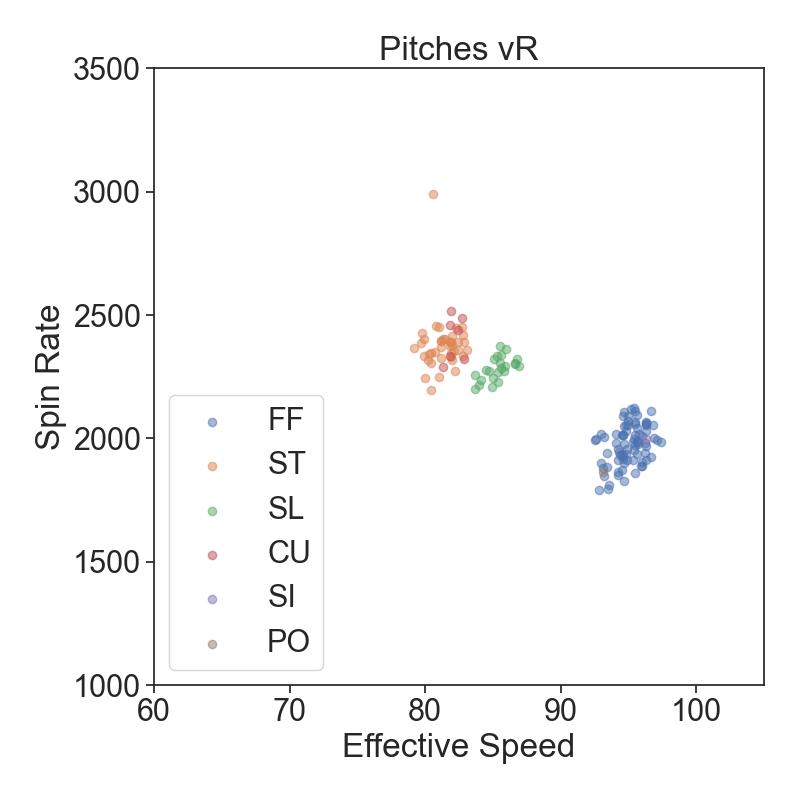 Pitches vR
3500
3000
2500
2000
1500
1000
Spin Rate
FF
ST
SL
CU
SI
PO
60 70 80 90 100
Effective Speed